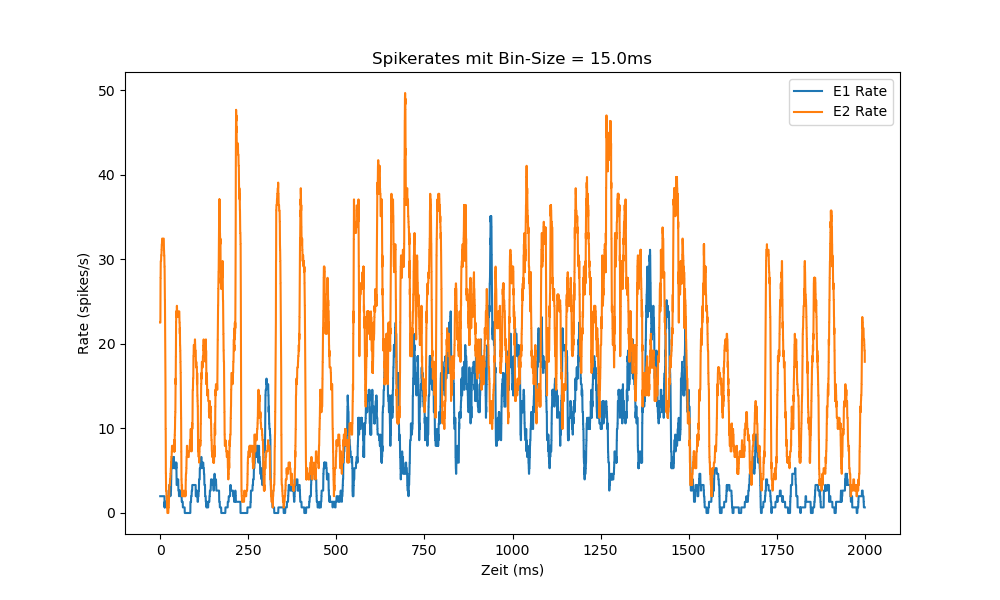 Spikerates mit Bin-Size = 15.0ms
E1 Rate
E2 Rate
50
40
30
20
10
0
Rate (spikes/s)
0 250 500 750 1000 1250 1500 1750 2000
Zeit (ms)